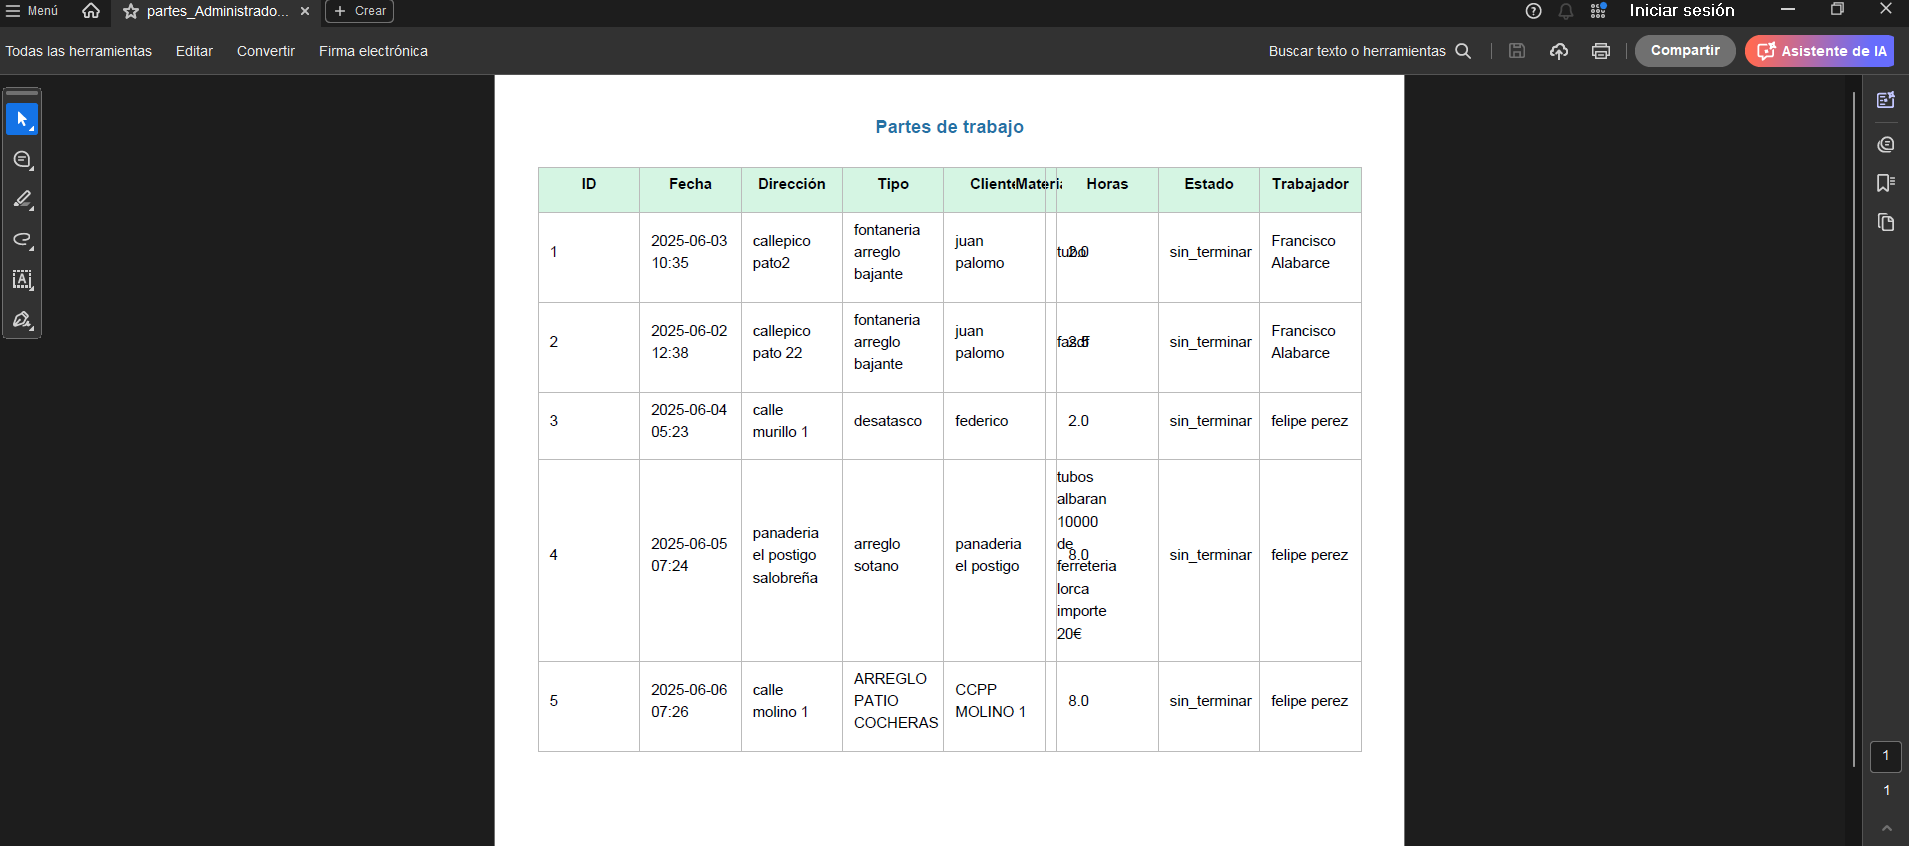 Menú
partes_Administrado...
Crear
Iniciar sesión
Todas las herramientas
Editar
Convertir
Firma electrónica
Buscar texto o herramientas
Compartir
Asistente de IA
Partes de trabajo
ID Fecha Dirección Tipo Cliente Materia Horas Estado Trabajador
1
2025-06-03
10:35
callepico
pato2
fontaneria
arreglo
bajante
juan
palomo
tubo
2.0
sin_terminar
Francisco
Alabarce
2
2025-06-02
12:38
callepico
pato 22
fontaneria
arreglo
bajante
juan
palomo
sin_terminar
Francisco
Alabarce
3
2025-06-04
05:23
calle
murillo 1
desatasco
federico
2.0
sin_terminar
felipe perez
4
2025-06-05
07:24
panaderia
el postigo
salobreña
arreglo
sotano
panaderia
el postigo
tubos
albaran
10000
de
ferreteria
lorca
importe
20€
8.0
sin_terminar
felipe perez
5
2025-06-06
07:26
calle
molino 1
ARREGLO
PATIO
COCHERAS
CCPP
MOLINO 1
8.0
sin_terminar
felipe perez
1
1